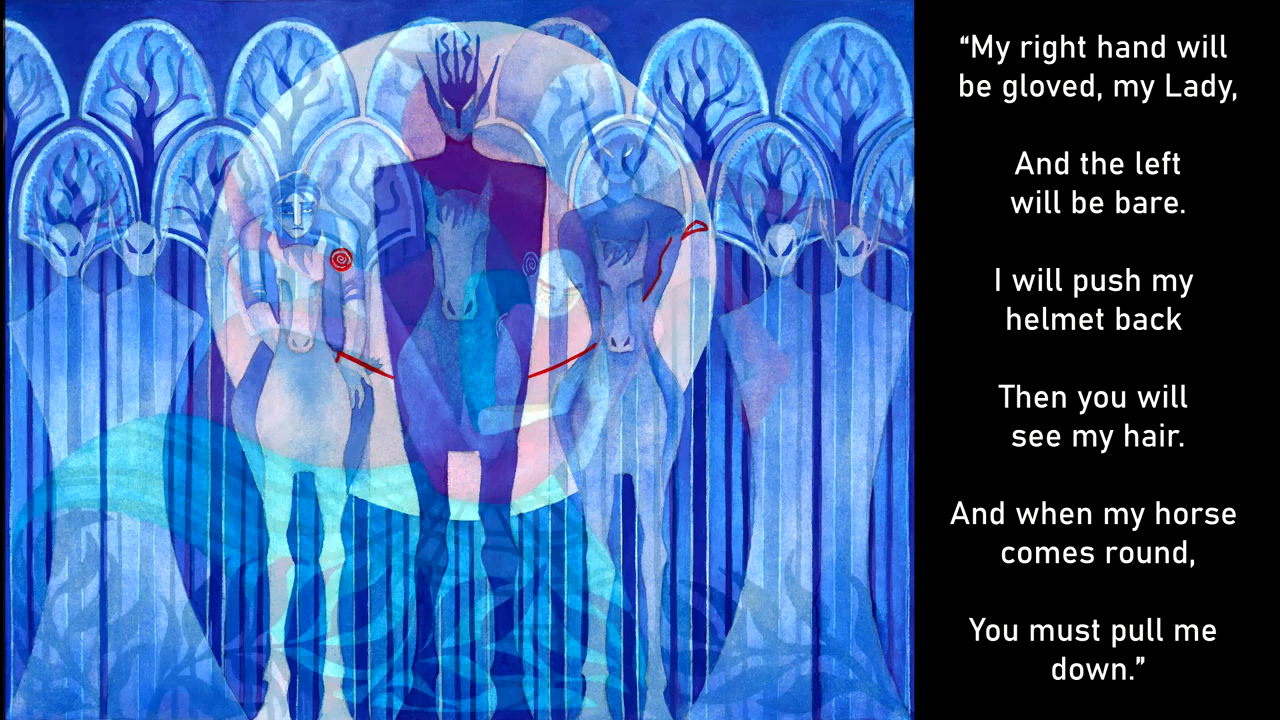 “My right hand will
be gloved, my Lady,
And the left
will be bare.
I will push my
helmet back
Then you will
see my hair.
And when my horse
comes round,
You must pull me
down.”